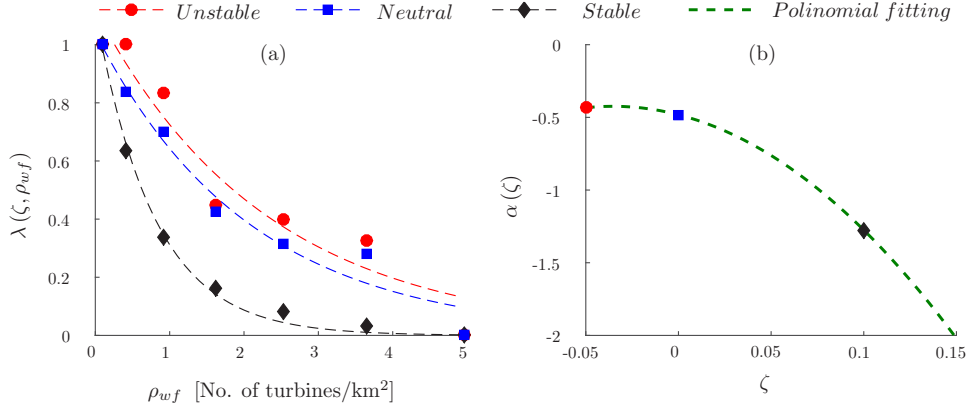 Unstable Neutral Stable Polinomial fitting
(a)
1
0.8
0.6
0.4
0.2
0
λ(ζ, ρwf)
0 1 2 3 4 5
ρwf [No. of turbines/km²]
(b)
0
-0.5
-1
-1.5
-2
α(ζ)
-0.05 0 0.05 0.1 0.15
ζ